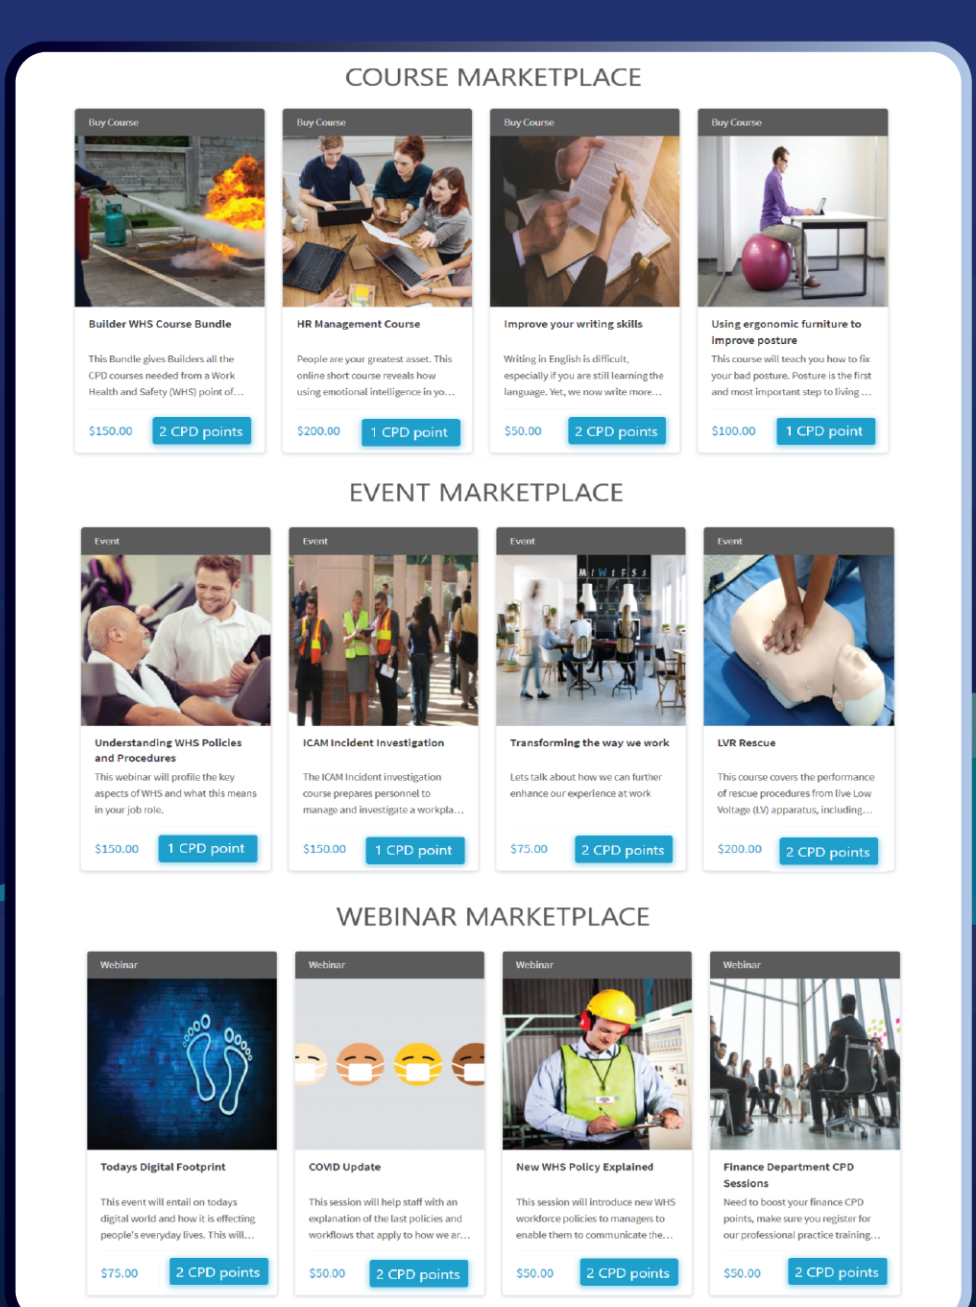 COURSE MARKETPLACE
Buy Course
Builder WHS Course Bundle
This Bundle gives Builders all the
CPD courses needed from a Work
Health and Safety (WHS) point of...
$150.00
2 CPD points
Buy Course
HR Management Course
People are your greatest asset. This
online short course reveals how
using emotional intelligence in yo...
$200.00
1 CPD point
Buy Course
Improve your writing skills
Writing in English is difficult,
especially if you are still learning the
language. Yet, we now write more...
$50.00
2 CPD points
Buy Course
Using ergonomic furniture to
improve posture
This course will teach you how to fix
your bad posture. Posture is the first
and most important step to living ...
$100.00
1 CPD point
EVENT MARKETPLACE
Event
Understanding WHS Policies
and Procedures
This webinar will profile the key
aspects of WHS and what this means
in your job role.
$150.00
1 CPD point
Event
ICAM Incident Investigation
The ICAM Incident investigation
course prepares personnel to
manage and investigate a workpla...
$150.00
1 CPD point
Event
Transforming the way we work
Lets talk about how we can further
enhance our experience at work
$75.00
2 CPD points
Event
LVR Rescue
This course covers the performance
of rescue procedures from live Low
Voltage (LV) apparatus, including...
$200.00
2 CPD points
WEBINAR MARKETPLACE
Webinar
Todays Digital Footprint
This event will entail on todays
digital world and how it is effecting
people's everyday lives. This will...
$75.00
2 CPD points
Webinar
COVID Update
This session will help staff with an
explanation of the last policies and
workflows that apply to how we ar...
$50.00
2 CPD points
Webinar
New WHS Policy Explained
This session will introduce new WHS
workforce policies to managers to
enable them to communicate the...
$50.00
2 CPD points
Webinar
Finance Department CPD
Sessions
Need to boost your finance CPD
points, make sure you register for
our professional practice training...
$50.00
2 CPD points